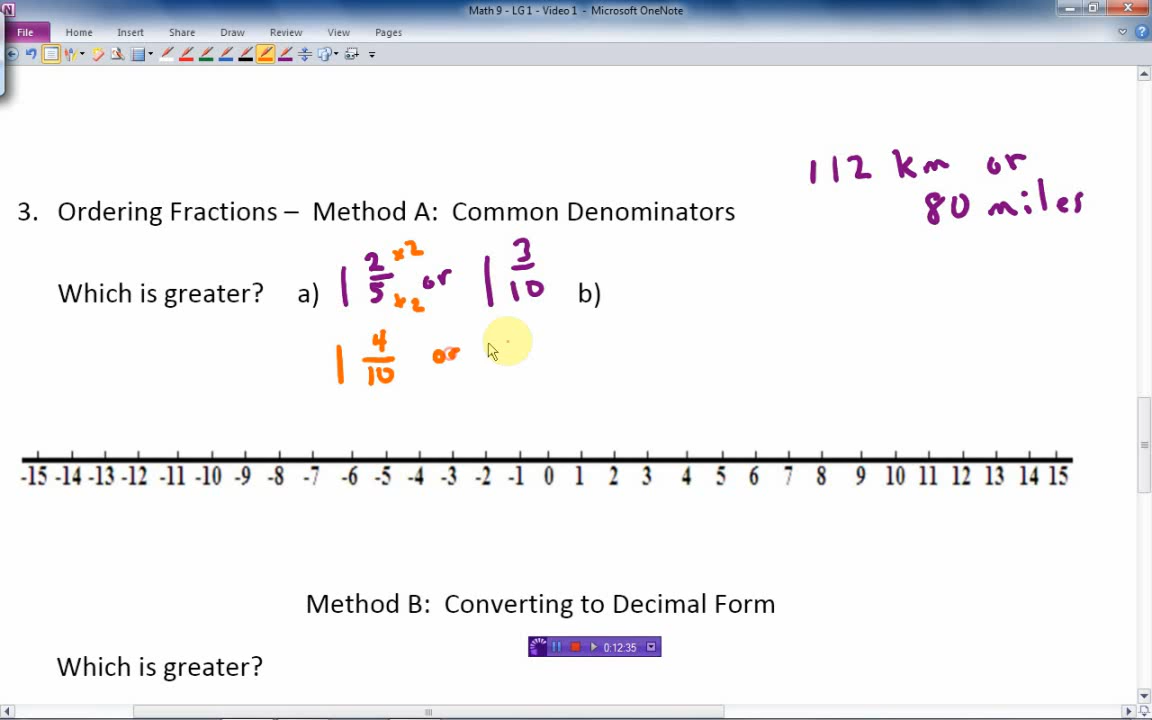 Math 9 - LG 1 - Video 1 - Microsoft OneNote
File Home Insert Share Draw Review View Pages
112 km or
80 miles
3. Ordering Fractions – Method A: Common Denominators
Which is greater? a) 1 2/5 ×2 ×2 or 1 3/10 b)
1 4/10 or
-15 -14 -13 -12 -11 -10 -9 -8 -7 -6 -5 -4 -3 -2 -1 0 1 2 3 4 5 6 7 8 9 10 11 12 13 14 15
Method B: Converting to Decimal Form
0:12:35
Which is greater?